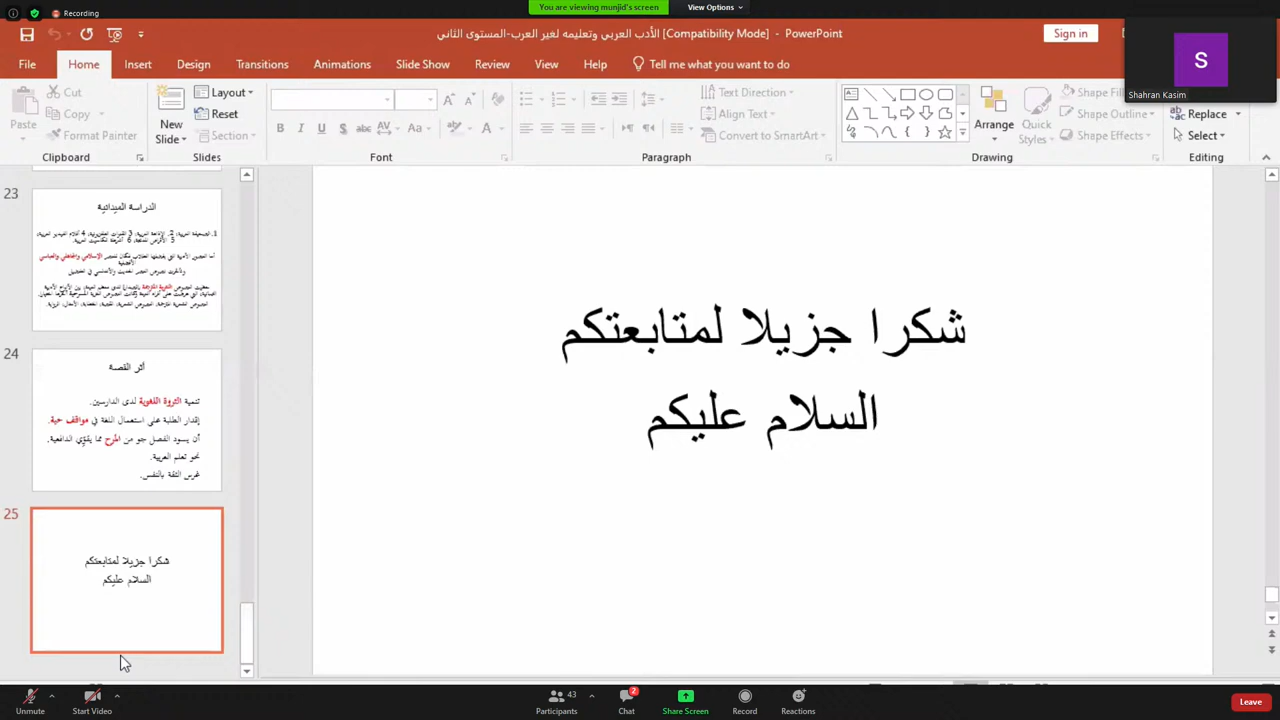 Recording
You are viewing munjid's screen
View Options
الأدب العربي وتعليمه لغير العرب-المستوى الثاني [Compatibility Mode] - PowerPoint
Sign in
S
Shahran Kasim
File
Home
Insert
Design
Transitions
Animations
Slide Show
Review
View
Help
Tell me what you want to do
Paste
Cut
Copy
Format Painter
Clipboard
New Slide
Layout
Reset
Section
Slides
Font
Text Direction
Align Text
Convert to SmartArt
Paragraph
Arrange
Quick Styles
Shape Outline
Shape Effects
Drawing
Replace
Select
Editing
23
الدراسة الميدانية
24
أثر القصة
تنمية الثروة اللغوية لدى الدارسين.
إقدار الطلبة على استعمال اللغة في مواقف حية.
أن يسود الفصل جو من المرح مما يقوّي الدافعية.
نحو تعلم العربية.
غرس الثقة بالنفس.
25
شكرا جزيلا لمتابعتكم
السلام عليكم
شكرا جزيلا لمتابعتكم
السلام عليكم
Unmute
Start Video
Participants
43
Chat
2
Share Screen
Record
Reactions
Leave